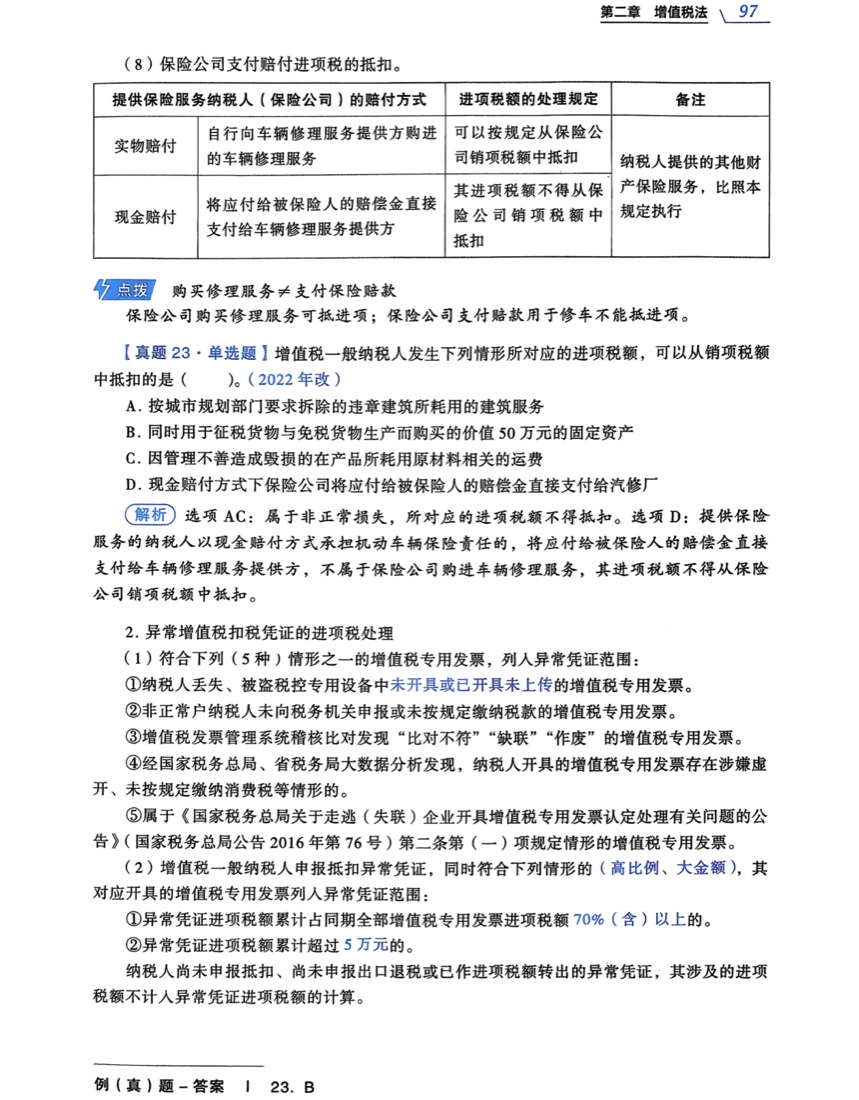 第二章 增值税法 97
（8）保险公司支付赔付进项税的抵扣。
提供保险服务纳税人（保险公司）的赔付方式 进项税额的处理规定 备注
实物赔付
自行向车辆修理服务提供方购进
的车辆修理服务
可以按规定从保险公
司销项税额中抵扣
现金赔付
将应付给被保险人的赔偿金直接
支付给车辆修理服务提供方
其进项税额不得从保
险公司销项税额中
抵扣
纳税人提供的其他财
产保险服务，比照本
规定执行
点拨 购买修理服务≠支付保险赔款
保险公司购买修理服务可抵进项；保险公司支付赔款用于修车不能抵进项。
【真题 23·单选题】增值税一般纳税人发生下列情形所对应的进项税额，可以从销项税额
中抵扣的是（ ）。（2022 年改）
A. 按城市规划部门要求拆除的违章建筑所耗用的建筑服务
B. 同时用于征税货物与免税货物生产而购买的价值 50 万元的固定资产
C. 因管理不善造成毁损的在产品所耗用原材料相关的运费
D. 现金赔付方式下保险公司将应付给被保险人的赔偿金直接支付给汽修厂
解析 选项 AC：属于非正常损失，所对应的进项税额不得抵扣。选项 D：提供保险
服务的纳税人以现金赔付方式承担机动车辆保险责任的，将应付给被保险人的赔偿金直接
支付给车辆修理服务提供方，不属于保险公司购进车辆修理服务，其进项税额不得从保险
公司销项税额中抵扣。
2. 异常增值税扣税凭证的进项税处理
（1）符合下列（5 种）情形之一的增值税专用发票，列入异常凭证范围：
①纳税人丢失、被盗税控专用设备中未开具或已开具未上传的增值税专用发票。
②非正常户纳税人未向税务机关申报或未按规定缴纳税款的增值税专用发票。
③增值税发票管理系统稽核比对发现“比对不符”“缺联”“作废”的增值税专用发票。
④经国家税务总局、省税务局大数据分析发现，纳税人开具的增值税专用发票存在涉嫌虚
开、未按规定缴纳消费税等情形的。
⑤属于《国家税务总局关于走逃（失联）企业开具增值税专用发票认定处理有关问题的公
告》（国家税务总局公告 2016 年第 76 号）第二条第（一）项规定情形的增值税专用发票。
（2）增值税一般纳税人申报抵扣异常凭证，同时符合下列情形的（高比例、大金额），其
对应开具的增值税专用发票列入异常凭证范围：
①异常凭证进项税额累计占同期全部增值税专用发票进项税额 70%（含）以上的。
②异常凭证进项税额累计超过 5 万元的。
纳税人尚未申报抵扣、尚未申报出口退税或已作进项税额转出的异常凭证，其涉及的进项
税额不计入异常凭证进项税额的计算。
例（真）题－答案 | 23. B